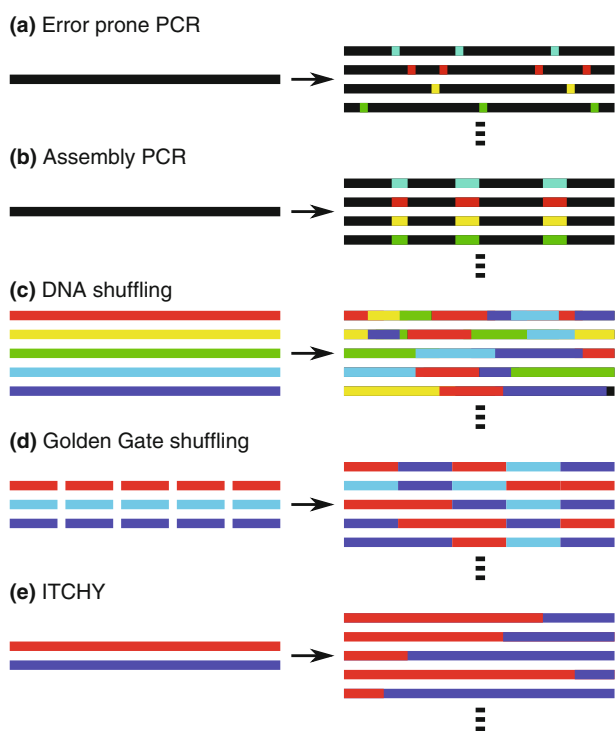 (a) Error prone PCR
(b) Assembly PCR
(c) DNA shuffling
(d) Golden Gate shuffling
(e) ITCHY